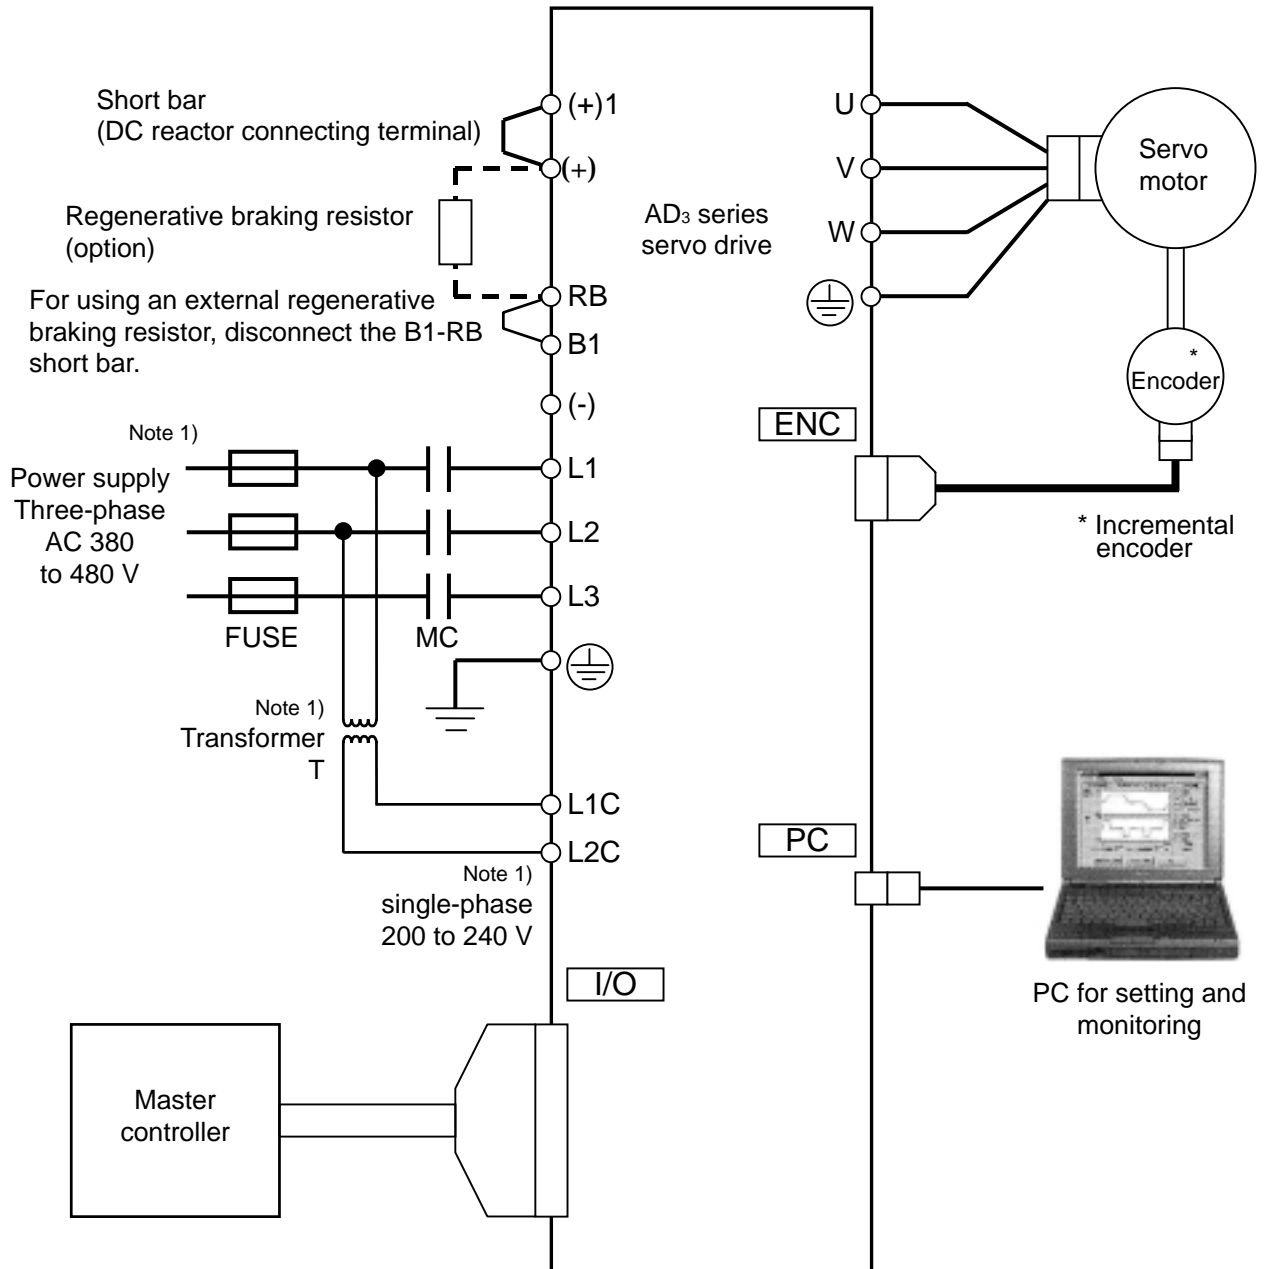 Short bar
(DC reactor connecting terminal)
(+)1
(+)
Regenerative braking resistor
(option)
For using an external regenerative
braking resistor, disconnect the B1-RB
short bar.
RB
B1
(-)
Note 1)
Power supply
Three-phase
AC 380
to 480 V
L1
L2
L3
FUSE
MC
Note 1)
Transformer
T
L1C
L2C
Note 1)
single-phase
200 to 240 V
I/O
Master
controller
AD3 series
servo drive
U
V
W
Servo
motor
*
Encoder
ENC
* Incremental
encoder
PC
PC for setting and
monitoring